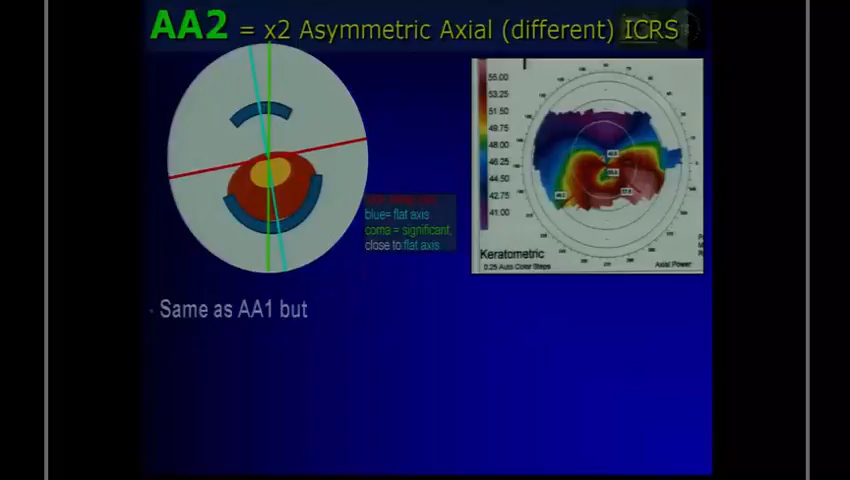 AA2 = x2 Asymmetric Axial (different) ICRS
blue= flat axis
coma = significant,
close to flat axis
55.00
53.25
51.50
49.75
48.00
46.25
44.50
42.75
41.00
Keratometric
0.25 Auto Color Steps
Axial Power
· Same as AA1 but